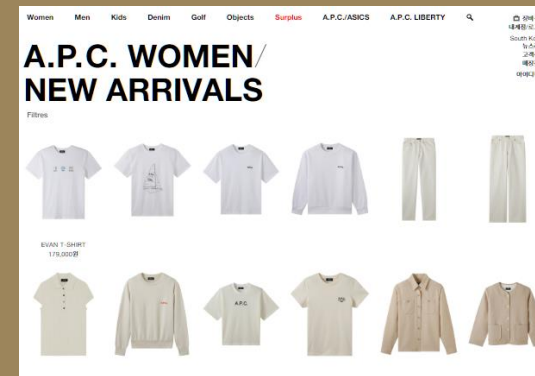 Women Men Kids Denim Golf Objects Surplus A.P.C./ASICS A.P.C. LIBERTY
A.P.C. WOMEN/
NEW ARRIVALS
Filtres
EVAN T-SHIRT
179,000원
A.P.C.